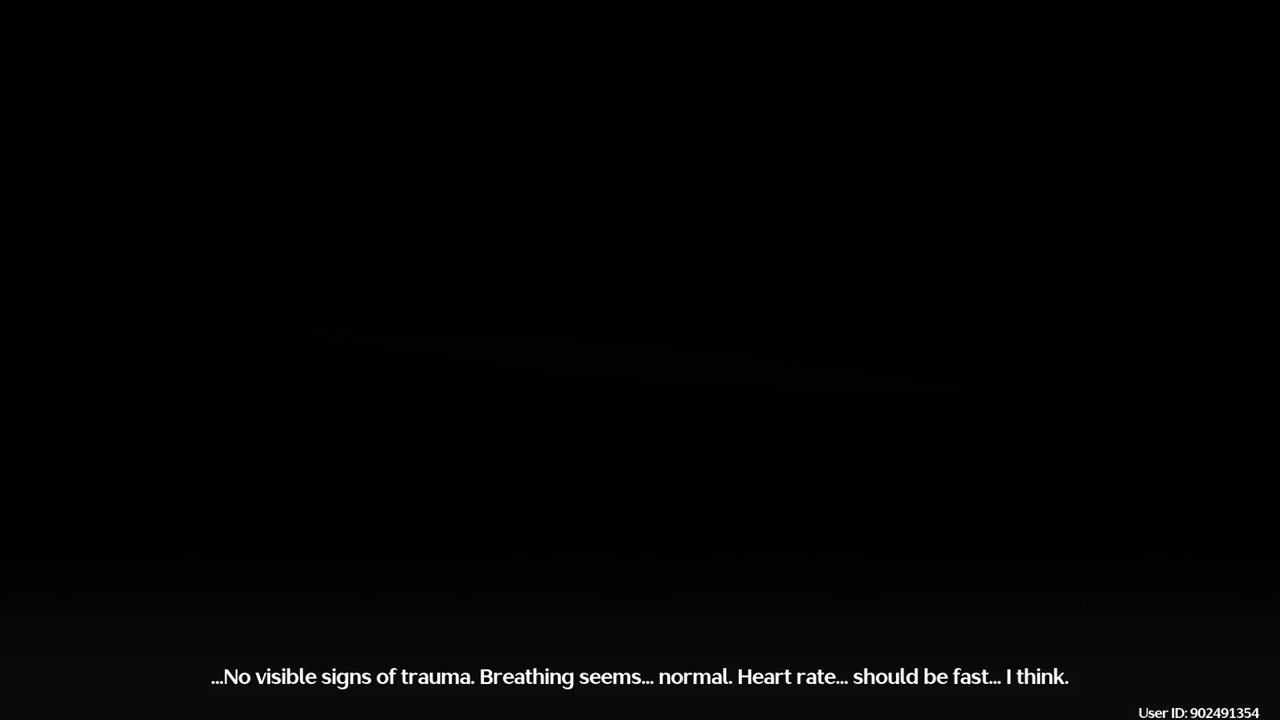 ...No visible signs of trauma. Breathing seems... normal. Heart rate... should be fast... I think.
User ID: 902491354